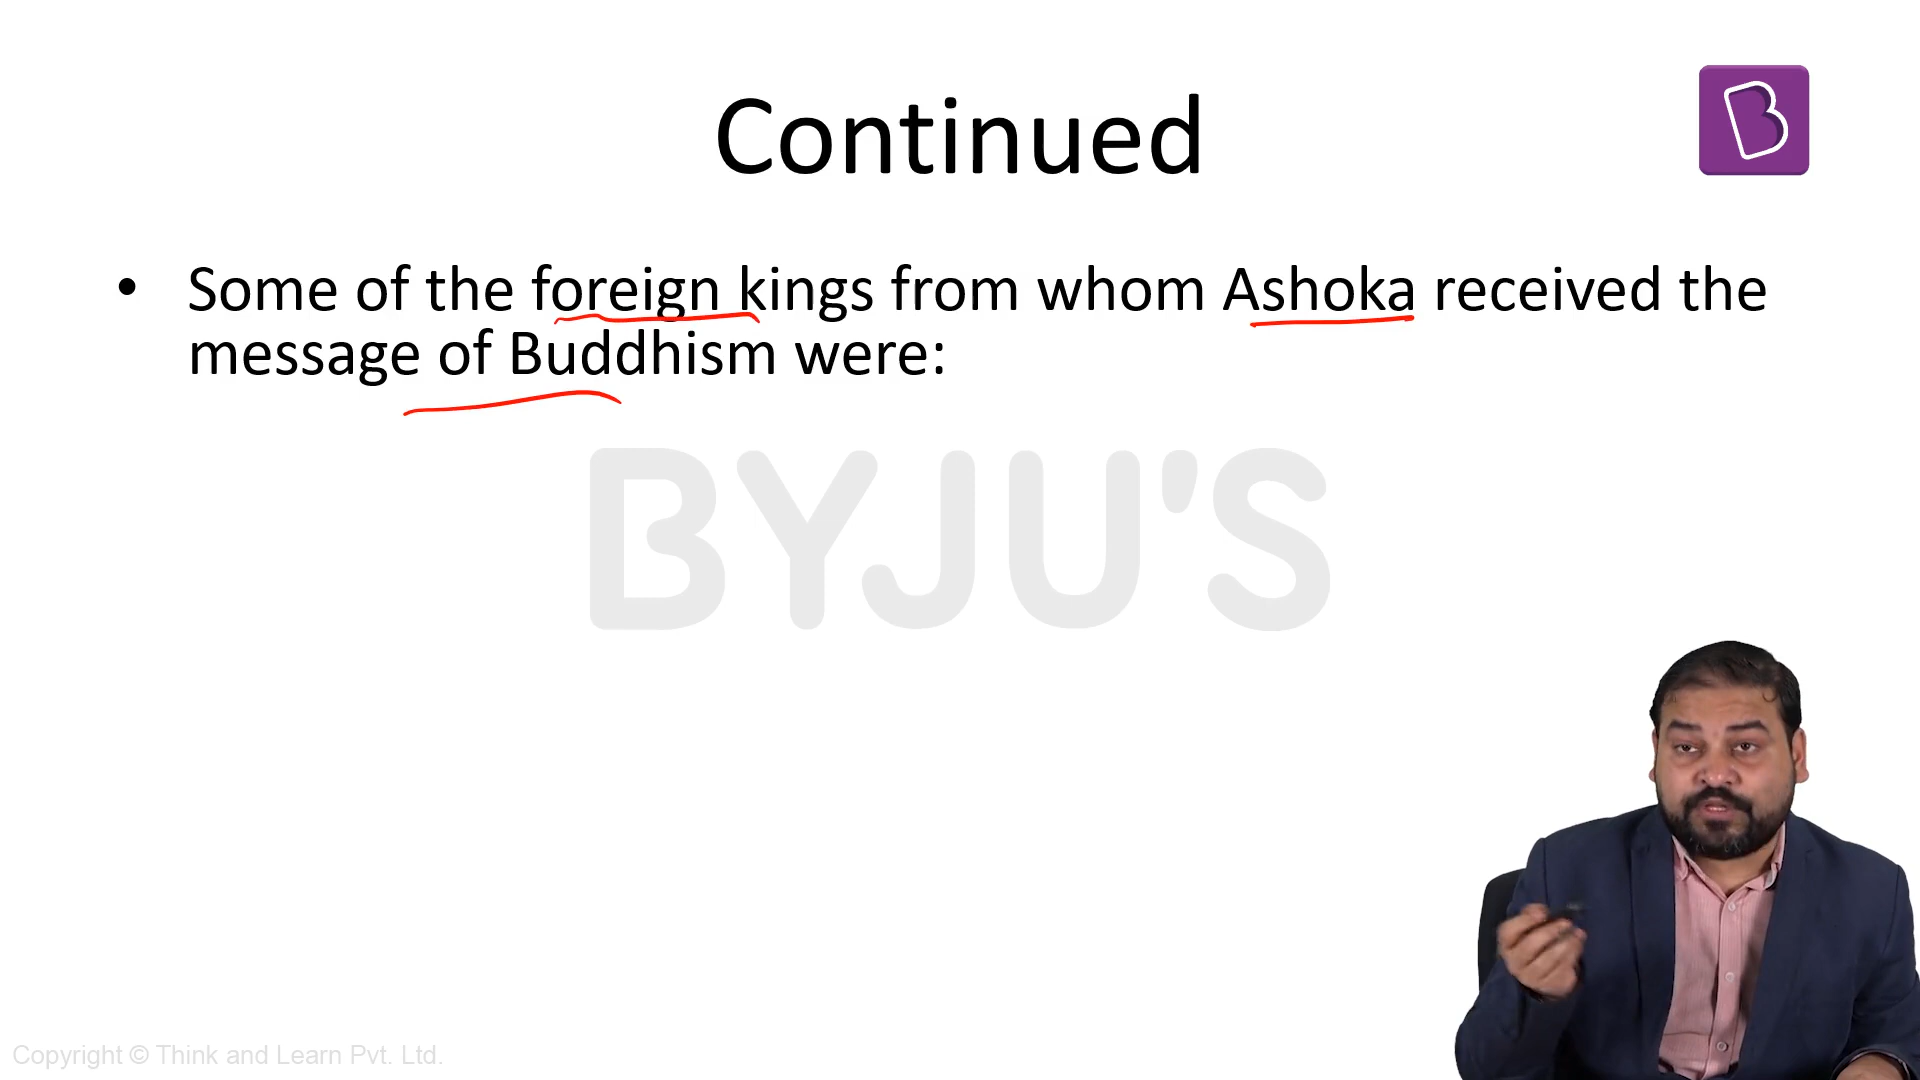 Continued
• Some of the foreign kings from whom Ashoka received the
message of Buddhism were:
BYJU'S
Copyright © Think and Learn Pvt. Ltd.